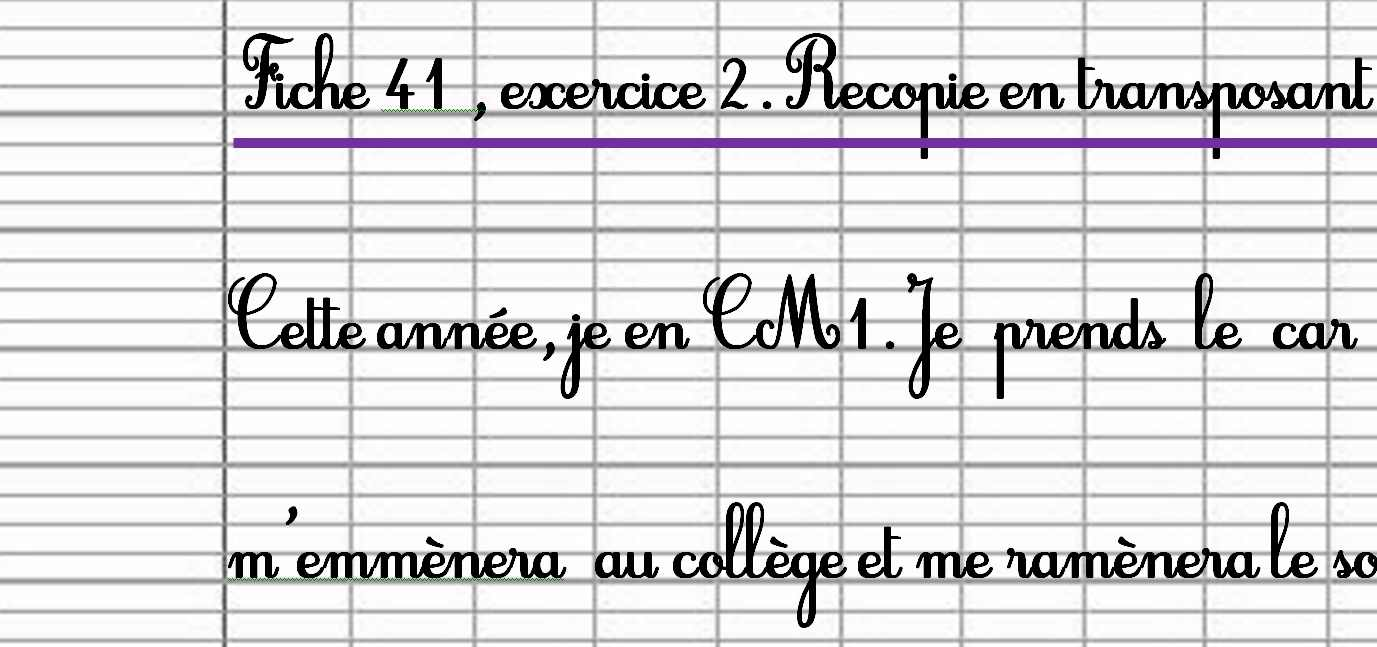 Fiche 41 , exercice 2 . Recopie en transposant
Cette année, je en CM1 . Je prends le car
m'emmènera au collège et me ramènera le so